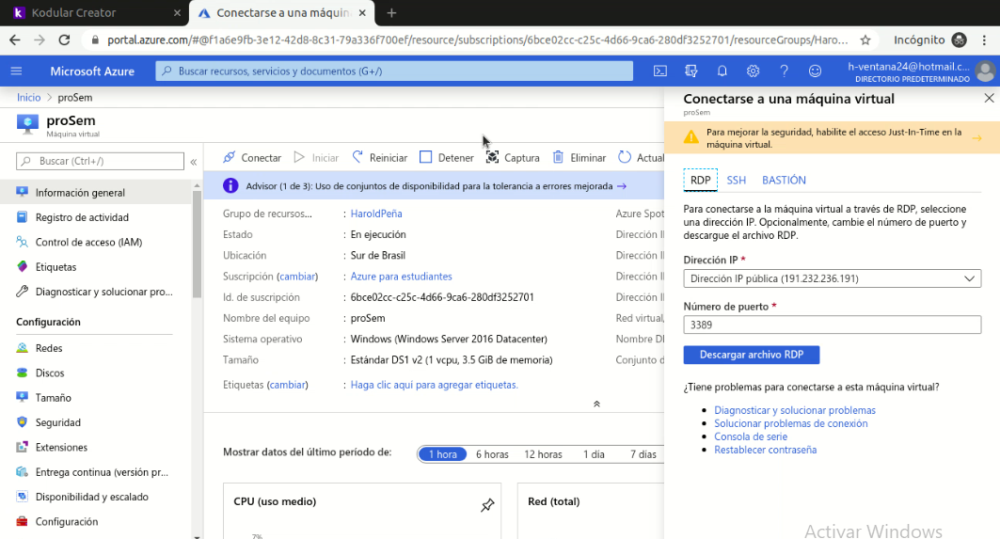 Kodular Creator
Conectarse a una máquin
portal.azure.com/#@f1a6e9fb-3e12-42d8-8c31-79a336f700ef/resource/subscriptions/6bce02cc-c25c-4d66-9ca6-280df3252701/resourceGroups/Haro...
Incógnito
Microsoft Azure
Buscar recursos, servicios y documentos (G+/)
h-ventana24@hotmail.c...
DIRECTORIO PREDETERMINADO
Inicio > proSem
proSem
Máquina virtual
Buscar (Ctrl+/)
Información general
Registro de actividad
Control de acceso (IAM)
Etiquetas
Diagnosticar y solucionar pro...
Configuración
Redes
Discos
Tamaño
Seguridad
Extensiones
Entrega continua (versión pr...
Disponibilidad y escalado
Configuración
Conectar Iniciar Reiniciar Detener Captura Eliminar Actual
Advisor (1 de 3): Uso de conjuntos de disponibilidad para la tolerancia a errores mejorada →
Grupo de recursos... : HaroldPeña
Estado : En ejecución
Ubicación : Sur de Brasil
Suscripción (cambiar) : Azure para estudiantes
Id. de suscripción : 6bce02cc-c25c-4d66-9ca6-280df3252701
Nombre del equipo : proSem
Sistema operativo : Windows (Windows Server 2016 Datacenter)
Tamaño : Estándar DS1 v2 (1 vcpu, 3.5 GiB de memoria)
Etiquetas (cambiar) : Haga clic aquí para agregar etiquetas.
Azure Spot
Dirección I
Dirección I
Dirección I
Dirección I
Red virtual,
Nombre D
Conjunto d
Mostrar datos del último período de:
1 hora 6 horas 12 horas 1 día 7 días
CPU (uso medio)
7%
Red (total)
Conectarse a una máquina virtual
proSem
Para mejorar la seguridad, habilite el acceso Just-In-Time en la
máquina virtual.
RDP SSH BASTIÓN
Para conectarse a la máquina virtual a través de RDP, seleccione
una dirección IP. Opcionalmente, cambie el número de puerto y
descargue el archivo RDP.
Dirección IP *
Dirección IP pública (191.232.236.191)
Número de puerto *
3389
Descargar archivo RDP
¿Tiene problemas para conectarse a esta máquina virtual?
Diagnosticar y solucionar problemas
Solucionar problemas de conexión
Consola de serie
Restablecer contraseña
Activar Windows